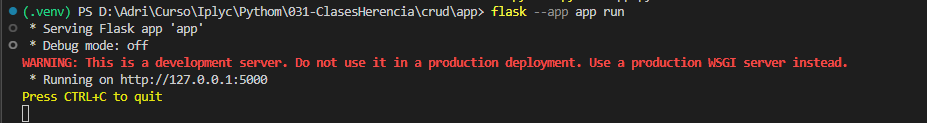 (.venv) PS D:\Adri\Curso\Iplyc\Pythom\031-ClasesHerencia\crud\app> flask --app app run
 * Serving Flask app 'app'
 * Debug mode: off
WARNING: This is a development server. Do not use it in a production deployment. Use a production WSGI server instead.
 * Running on http://127.0.0.1:5000
Press CTRL+C to quit